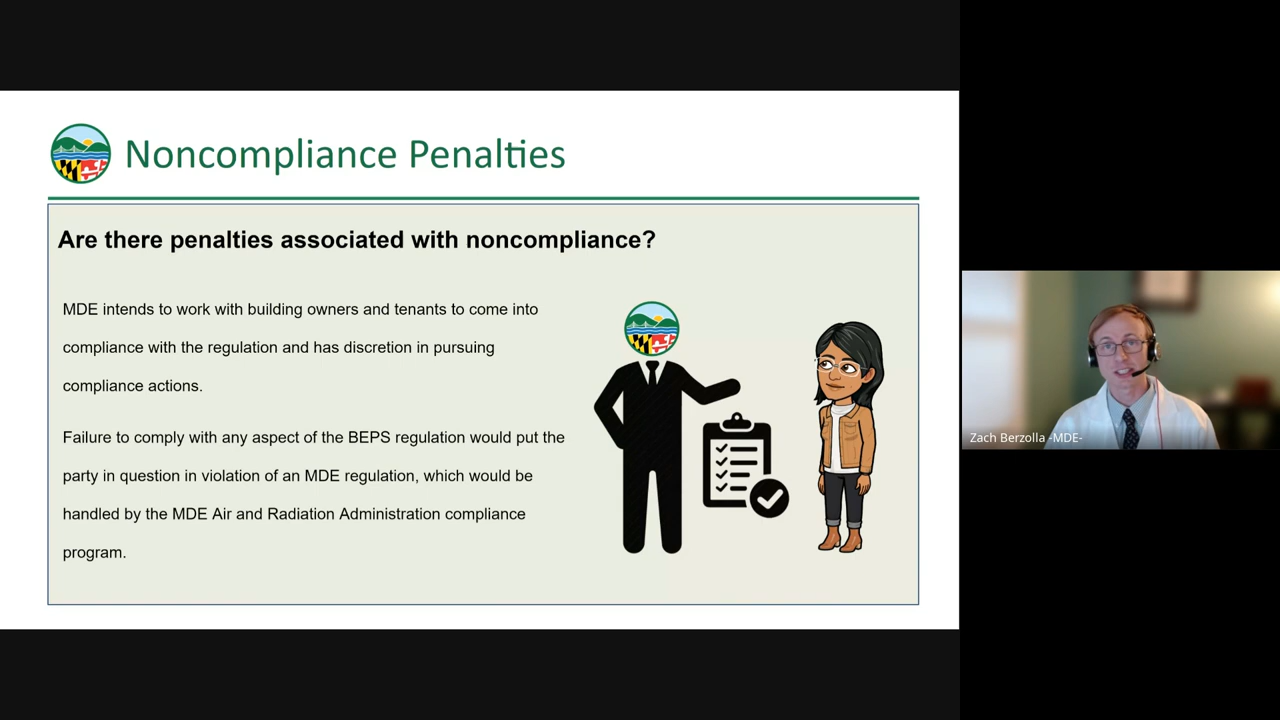 Noncompliance Penalties
Are there penalties associated with noncompliance?
MDE intends to work with building owners and tenants to come into
compliance with the regulation and has discretion in pursuing
compliance actions.
Failure to comply with any aspect of the BEPS regulation would put the
party in question in violation of an MDE regulation, which would be
handled by the MDE Air and Radiation Administration compliance
program.
Zach Berzolla -MDE-